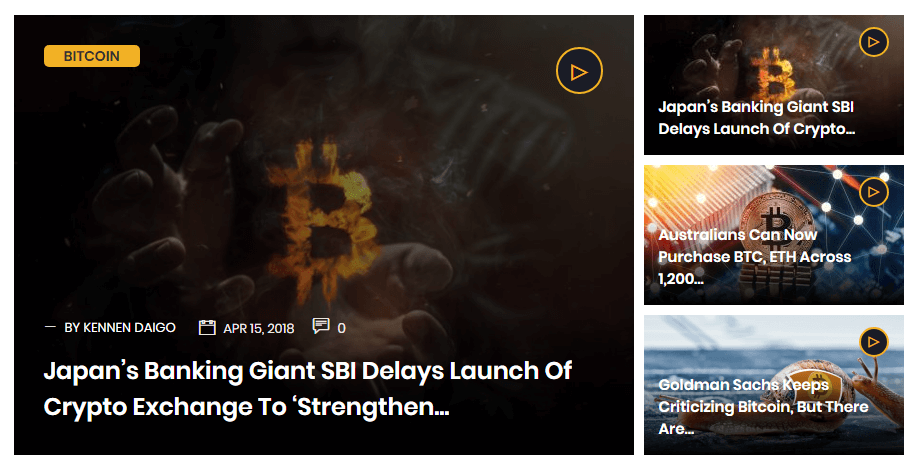 BITCOIN
— BY KENNEN DAIGO APR 15, 2018 0
Japan’s Banking Giant SBI Delays Launch Of
Crypto Exchange To ‘Strengthen...
Japan’s Banking Giant SBI
Delays Launch Of Crypto...
Australians Can Now
Purchase BTC, ETH Across
1,200...
Goldman Sachs Keeps
Criticizing Bitcoin, But There
Are...